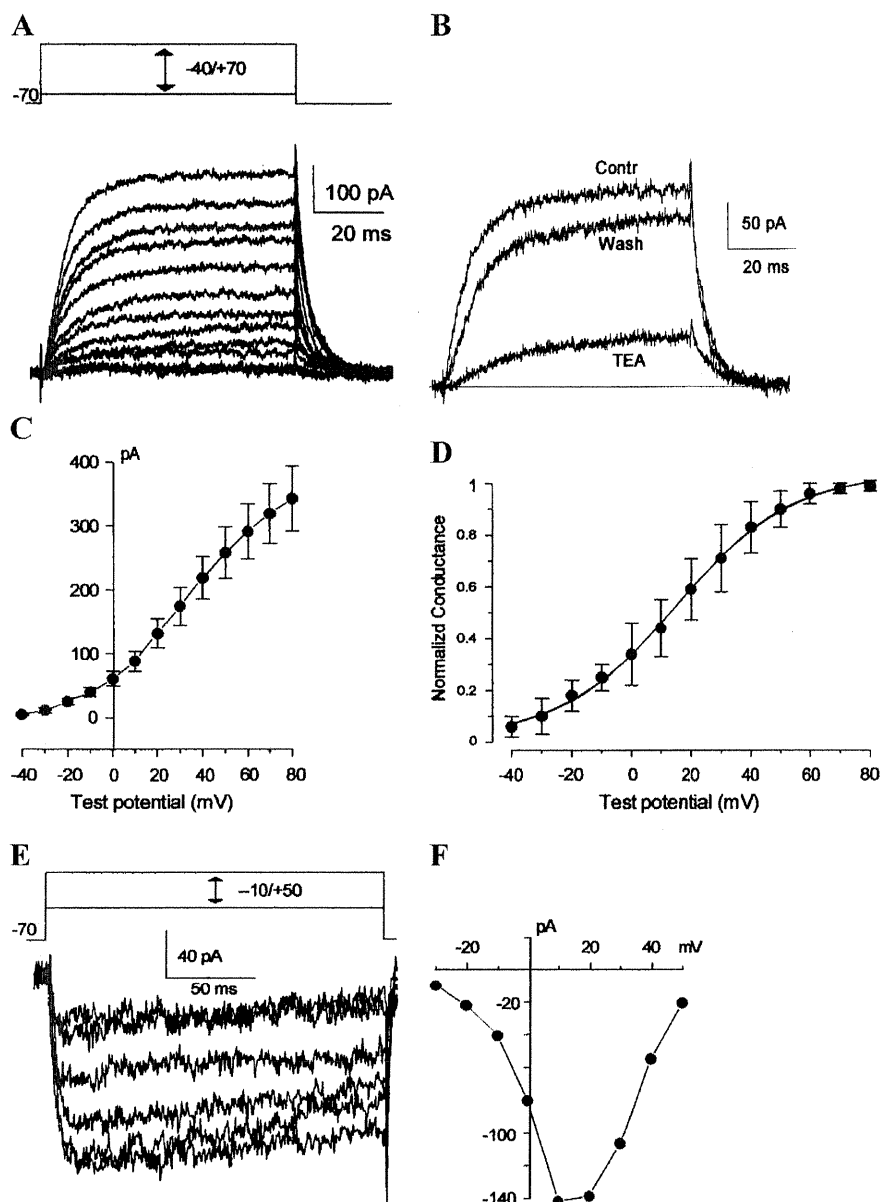 A
-40/+70
-70
100 pA
20 ms
B
Contr
Wash
TEA
50 pA
20 ms
C
pA
400
300
200
100
0
-40 -20 0 20 40 60 80
Test potential (mV)
D
Normalizd Conductance
1
0.8
0.6
0.4
0.2
0
-40 -20 0 20 40 60 80
Test potential (mV)
E
–10/+50
-70
40 pA
50 ms
F
pA
-20 20 40 mV
-20
-100
-140